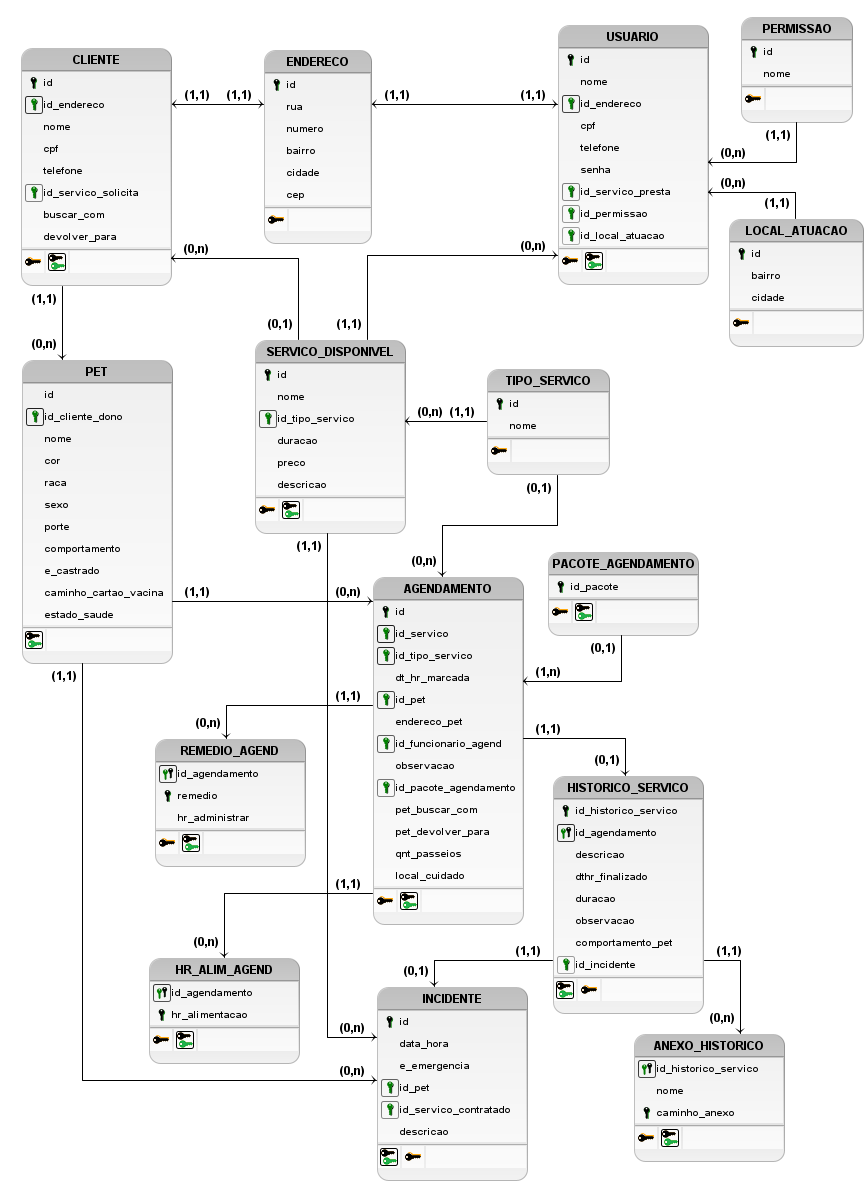 CLIENTE
id
id_endereco
nome
cpf
telefone
id_servico_solicita
buscar_com
devolver_para
(1,1)
(1,1)
ENDERECO
id
rua
numero
bairro
cidade
cep
(1,1)
(1,1)
USUARIO
id
nome
id_endereco
cpf
telefone
senha
id_servico_presta
id_permissao
id_local_atuacao
PERMISSAO
id
nome
(1,1)
(0,n)
(0,n)
(1,1)
LOCAL_ATUACAO
id
bairro
cidade
(0,n)
(0,n)
(1,1)
(0,n)
(0,1)
(1,1)
PET
id
id_cliente_dono
nome
cor
raca
sexo
porte
comportamento
e_castrado
caminho_cartao_vacina
estado_saude
SERVICO_DISPONIVEL
id
nome
id_tipo_servico
duracao
preco
descricao
(0,n)
(1,1)
TIPO_SERVICO
id
nome
(0,1)
(0,n)
(1,1)
(1,1)
(0,n)
(1,1)
AGENDAMENTO
id
id_servico
id_tipo_servico
dt_hr_marcada
id_pet
endereco_pet
id_funcionario_agend
observacao
id_pacote_agendamento
pet_buscar_com
pet_devolver_para
qnt_passeios
local_cuidado
PACOTE_AGENDAMENTO
id_pacote
(0,1)
(1,n)
(1,1)
(0,n)
(1,1)
(0,1)
REMEDIO_AGEND
id_agendamento
remedio
hr_administrar
HISTORICO_SERVICO
id_historico_servico
id_agendamento
descricao
dthr_finalizado
duracao
observacao
comportamento_pet
id_incidente
(1,1)
(0,n)
(1,1)
(0,1)
(1,1)
(0,n)
HR_ALIM_AGEND
id_agendamento
hr_alimentacao
(0,n)
(0,n)
INCIDENTE
id
data_hora
e_emergencia
id_pet
id_servico_contratado
descricao
ANEXO_HISTORICO
id_historico_servico
nome
caminho_anexo